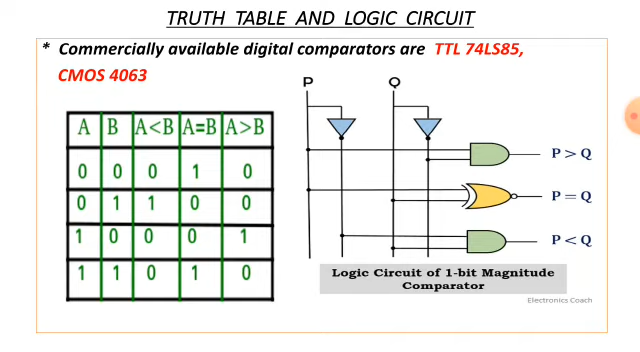 TRUTH TABLE AND LOGIC CIRCUIT
* Commercially available digital comparators are TTL 74LS85,
CMOS 4063
A B A<B A=B A>B
0 0 0 1 0
0 1 1 0 0
1 0 0 0 1
1 1 0 1 0
P Q
P > Q
P = Q
P < Q
Logic Circuit of 1-bit Magnitude
Comparator
Electronics Coach